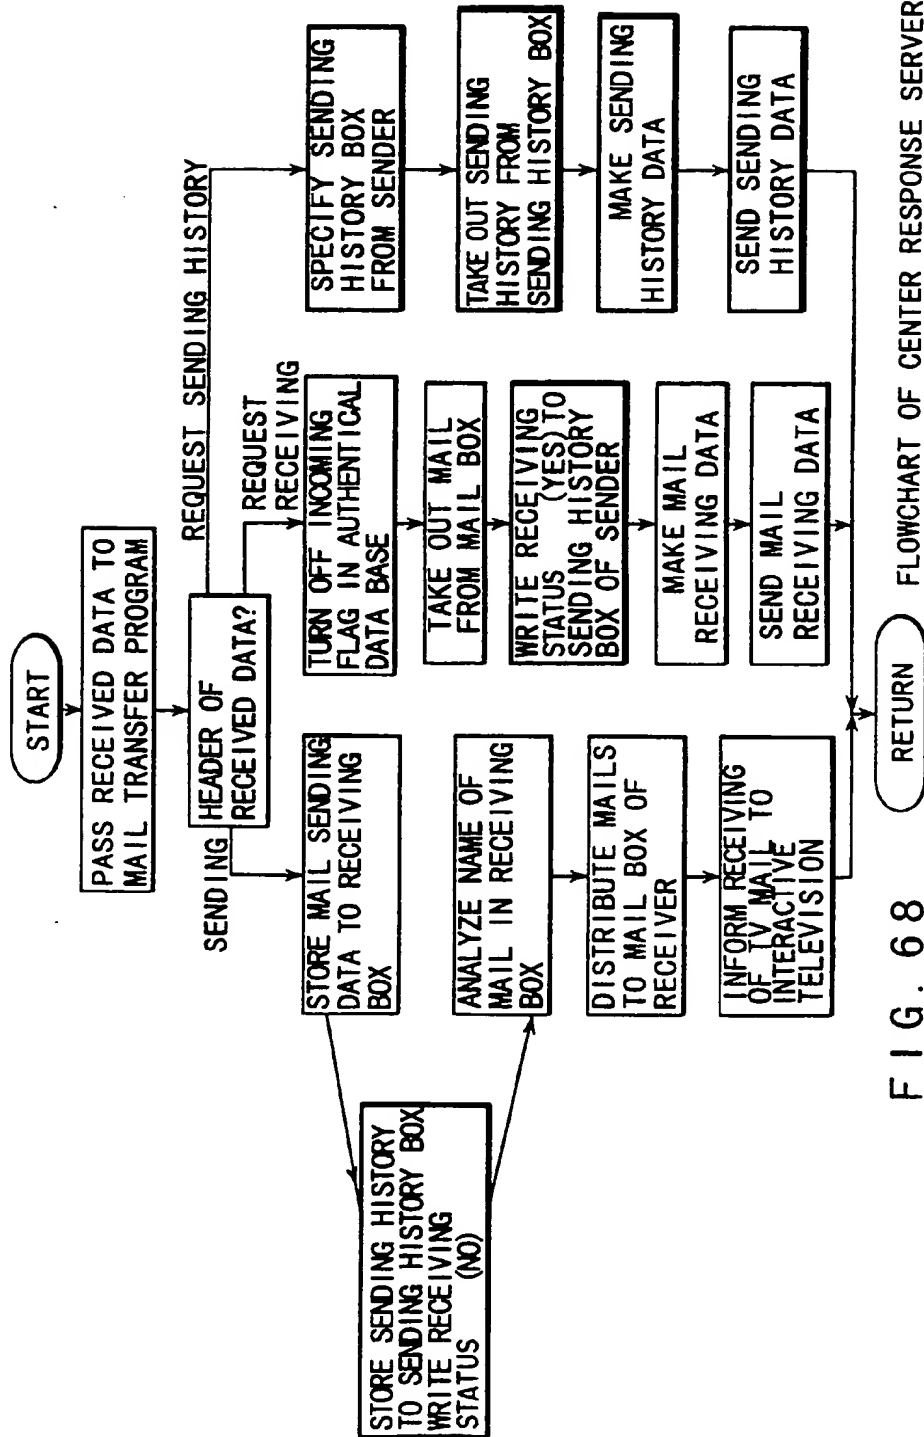 START
PASS RECEIVED DATA TO
MAIL TRANSFER PROGRAM
HEADER OF
RECEIVED DATA?
SENDING
REQUEST
RECEIVING
REQUEST SENDING HISTORY
STORE MAIL SENDING
DATA TO RECEIVING
BOX
STORE SENDING HISTORY
TO SENDING HISTORY BOX
WRITE RECEIVING
STATUS (NO)
ANALYZE NAME OF
MAIL IN RECEIVING
BOX
DISTRIBUTE MAILS
TO MAIL BOX OF
RECEIVER
INFORM RECEIVING
OF TV MAIL TO
INTERACTIVE
TELEVISION
TURN OFF INCOMING
FLAG IN AUTHENTICAL
DATA BASE
TAKE OUT MAIL
FROM MAIL BOX
WRITE RECEIVING
STATUS (YES) TO
SENDING HISTORY
BOX OF SENDER
MAKE MAIL
RECEIVING DATA
SEND MAIL
RECEIVING DATA
SPECIFY SENDING
HISTORY BOX
FROM SENDER
TAKE OUT SENDING
HISTORY FROM
SENDING HISTORY BOX
MAKE SENDING
HISTORY DATA
SEND SENDING
HISTORY DATA
RETURN
FIG. 68
FLOWCHART OF CENTER RESPONSE SERVER